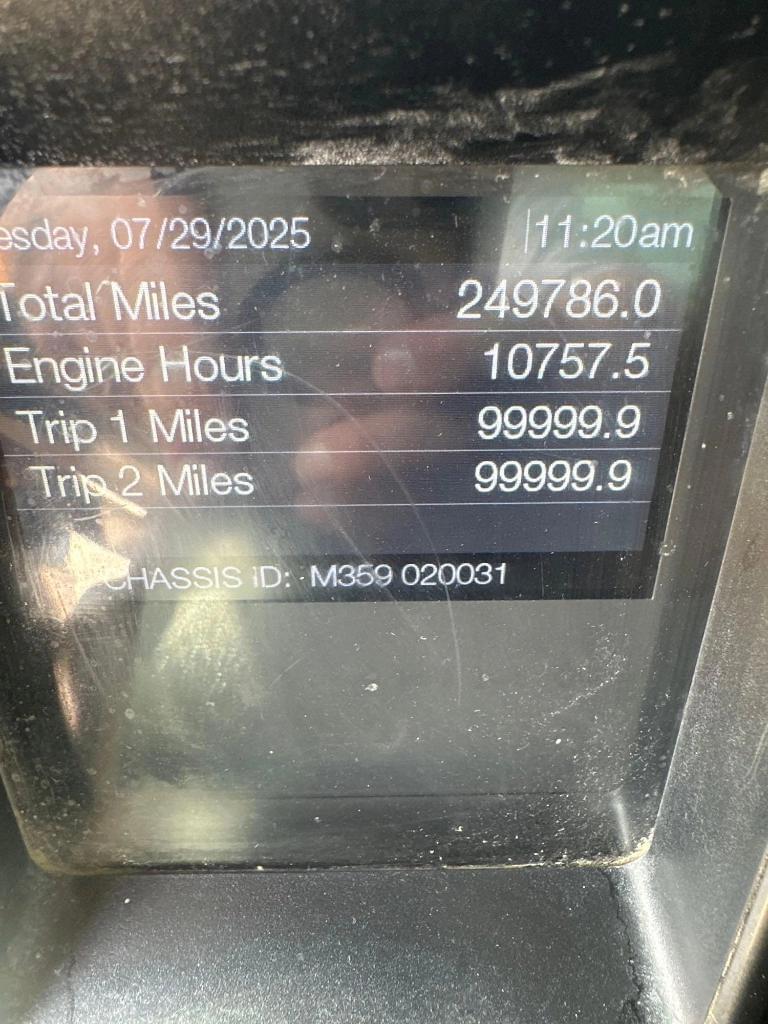 esday, 07/29/2025 11:20am
Total Miles 249786.0
Engine Hours 10757.5
Trip 1 Miles 99999.9
Trip 2 Miles 99999.9
CHASSIS ID: M359 020031